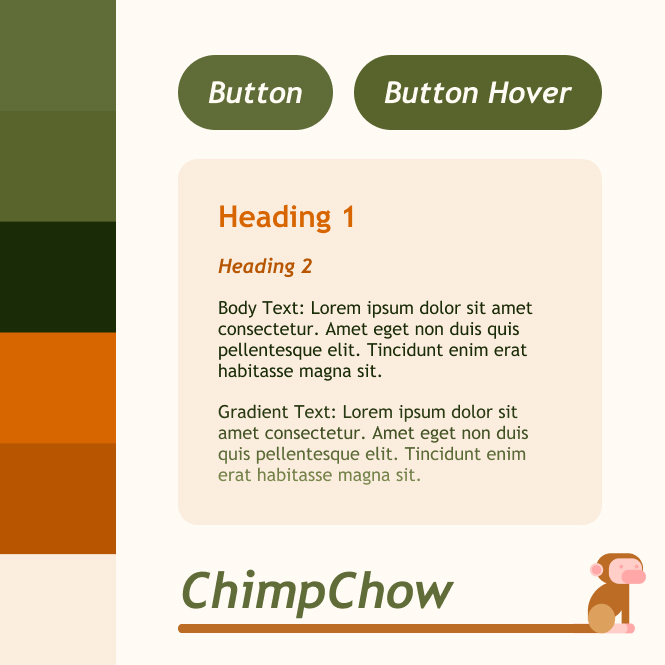 Button
Button Hover
Heading 1
Heading 2
Body Text: Lorem ipsum dolor sit amet
consectetur. Amet eget non duis quis
pellentesque elit. Tincidunt enim erat
habitasse magna sit.
Gradient Text: Lorem ipsum dolor sit
amet consectetur. Amet eget non duis
quis pellentesque elit. Tincidunt enim
erat habitasse magna sit.
ChimpChow